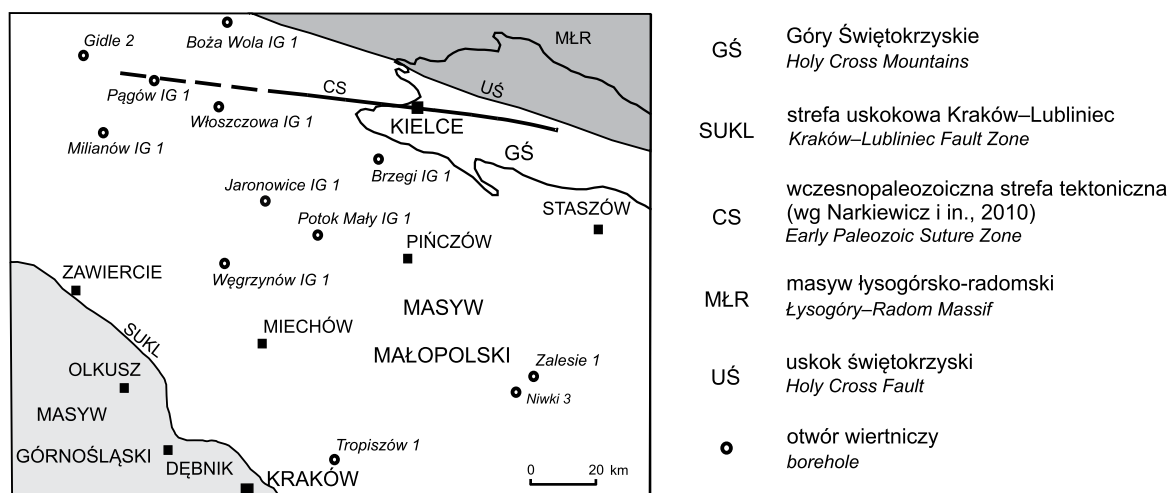 Gidle 2
Boża Wola IG 1
MŁR
Pągów IG 1
CS
UŚ
Włoszczowa IG 1
KIELCE
Milianów IG 1
GŚ
Brzegi IG 1
Jaronowice IG 1
STASZÓW
Potok Mały IG 1
PIŃCZÓW
ZAWIERCIE
Węgrzynów IG 1
MASYW
SUKL
MIECHÓW
MAŁOPOLSKI
Zalesie 1
OLKUSZ
Niwki 3
MASYW
GÓRNOŚLĄSKI
Tropiszów 1
DĘBNIK
KRAKÓW
0 20 km
GŚ
Góry Świętokrzyskie
Holy Cross Mountains
SUKL
strefa uskokowa Kraków–Lubliniec
Kraków–Lubliniec Fault Zone
CS
wczesnopaleozoiczna strefa tektoniczna
(wg Narkiewicz i in., 2010)
Early Paleozoic Suture Zone
MŁR
masyw łysogórsko-radomski
Łysogóry–Radom Massif
UŚ
uskok świętokrzyski
Holy Cross Fault
otwór wiertniczy
borehole